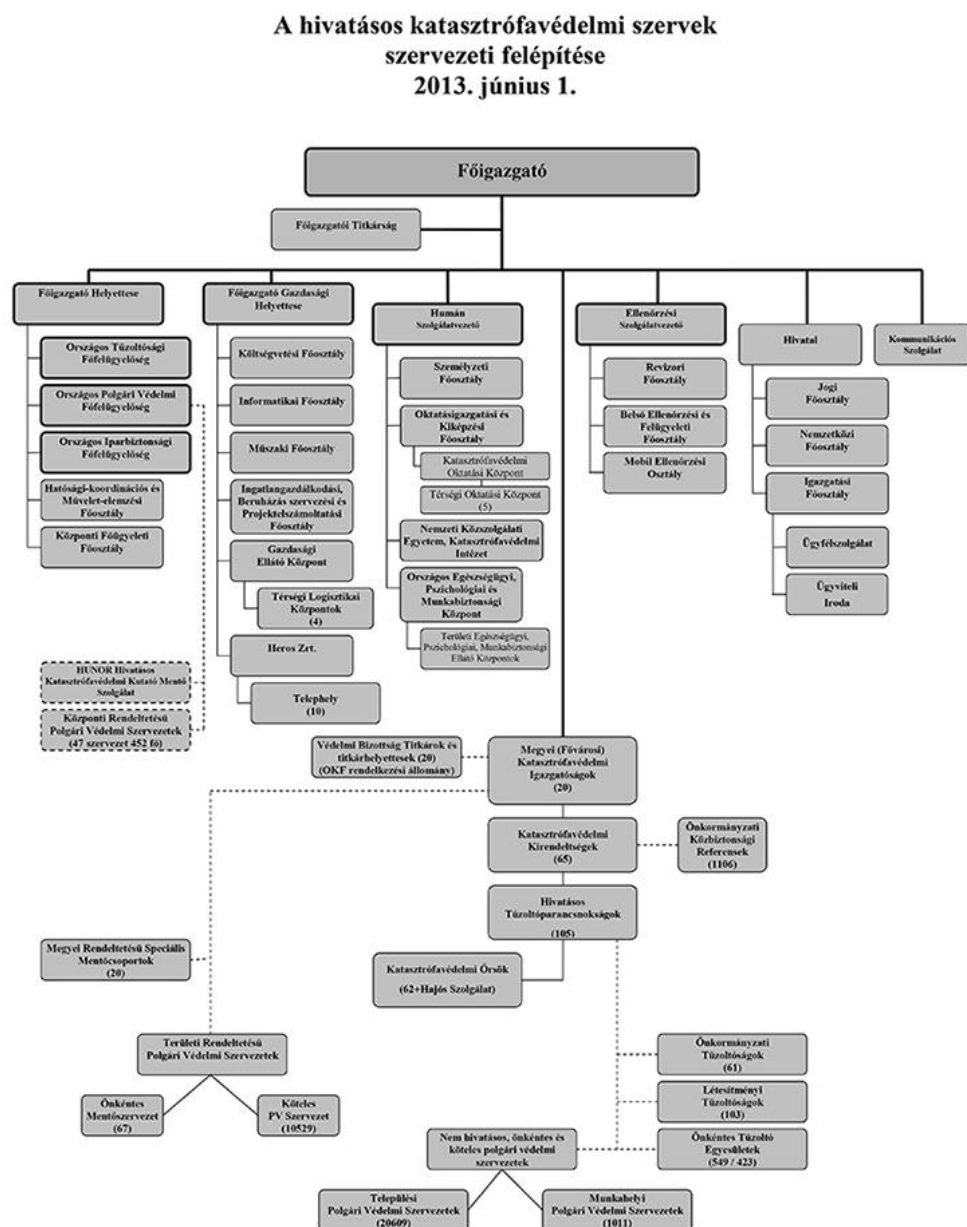 A hivatásos katasztrófavédelmi szervek
szervezeti felépítése
2013. június 1.
Főigazgató
Főigazgatói Titkárság
Főigazgató Helyettese
Országos Tűzoltósági
Főfelügyelőség
Országos Polgári Védelmi
Főfelügyelőség
Országos Iparbiztonsági
Főfelügyelőség
Hatósági-koordinációs és
Művelet-elemzési
Főosztály
Központi Főügyeleti
Főosztály
HUNOR Hivatásos
Katasztrófavédelmi Kutató Mentő
Szolgálat
Központi Rendeltetésű
Polgári Védelmi Szervezetek
(47 szervezet 452 fő)
Főigazgató Gazdasági
Helyettese
Költségvetési Főosztály
Informatikai Főosztály
Műszaki Főosztály
Ingatlangazdálkodási,
Beruházás szervezési és
Projektelszámoltatási
Főosztály
Gazdasági
Ellátó Központ
Térségi Logisztikai
Központok
(4)
Heros Zrt.
Telephely
(10)
Humán
Szolgálatvezető
Személyzeti
Főosztály
Oktatásigazgatási és
Kiképzési
Főosztály
Katasztrófavédelmi
Oktatási Központ
Térségi Oktatási Központ
(5)
Nemzeti Közszolgálati
Egyetem, Katasztrófavédelmi
Intézet
Országos Egészségügyi,
Pszichológiai és
Munkabiztonsági
Központ
Területi Egészségügyi,
Pszichológiai, Munkabiztonsági
Ellátó Központok
Ellenőrzési
Szolgálatvezető
Revizori
Főosztály
Belső Ellenőrzési és
Felügyeleti
Főosztály
Mobil Ellenőrzési
Osztály
Hivatal
Jogi
Főosztály
Nemzetközi
Főosztály
Igazgatási
Főosztály
Ügyfélszolgálat
Ügyviteli
Iroda
Kommunikációs
Szolgálat
Védelmi Bizottság Titkárok és
titkárhelyettesek (20)
(OKF rendelkezési állomány)
Megyei (Fővárosi)
Katasztrófavédelmi
Igazgatóságok
(20)
Katasztrófavédelmi
Kirendeltségek
(65)
Önkormányzati
Közbiztonsági
Referensek
(1106)
Hivatásos
Tűzoltóparancsnokságok
(105)
Megyei Rendeltetésű Speciális
Mentőcsoportok
(20)
Katasztrófavédelmi Őrsök
(62+Hajós Szolgálat)
Területi Rendeltetésű
Polgári Védelmi Szervezetek
Önkéntes
Mentőszervezet
(67)
Köteles
PV Szervezet
(10529)
Önkormányzati
Tűzoltóságok
(61)
Létesítményi
Tűzoltóságok
(103)
Önkéntes Tűzoltó
Egyesületek
(549 / 423)
Nem hivatásos, önkéntes és
köteles polgári védelmi
szervezetek
Települési
Polgári Védelmi Szervezetek
(20609)
Munkahelyi
Polgári Védelmi Szervezetek
(1011)